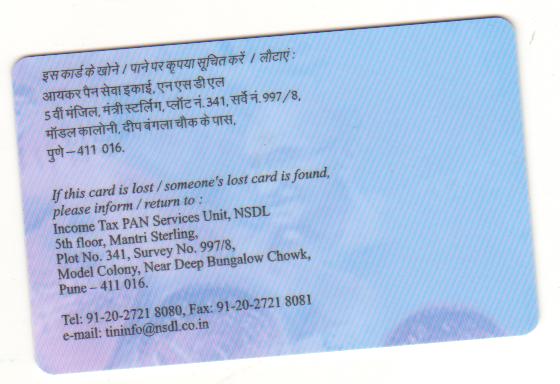 इस कार्ड के खोने / पाने पर कृपया सूचित करें / लौटाएं :
आयकर पैन सेवा इकाई, एन एस डी एल
5 वीं मंजिल, मंत्री स्टर्लिंग, प्लॉट नं. 341, सर्वे नं. 997/8,
मॉडल कालोनी, दीप बंगला चौक के पास,
पुणे – 411 016.
If this card is lost / someone's lost card is found,
please inform / return to :
Income Tax PAN Services Unit, NSDL
5th floor, Mantri Sterling,
Plot No. 341, Survey No. 997/8,
Model Colony, Near Deep Bungalow Chowk,
Pune – 411 016.
Tel: 91-20-2721 8080, Fax: 91-20-2721 8081
e-mail: tininfo@nsdl.co.in